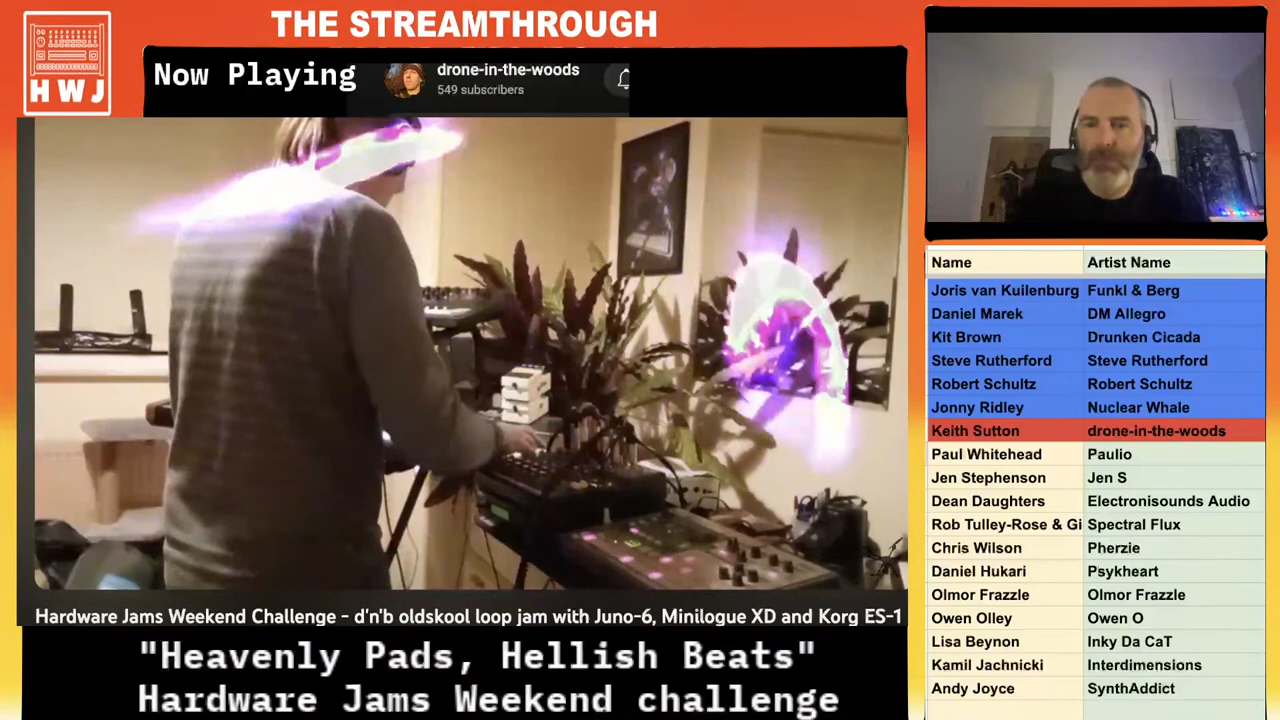 HWJ
THE STREAMTHROUGH
Now Playing
drone-in-the-woods
549 subscribers
Hardware Jams Weekend Challenge - d'n'b oldskool loop jam with Juno-6, Minilogue XD and Korg ES-1
"Heavenly Pads, Hellish Beats"
Hardware Jams Weekend challenge
Name Artist Name
Joris van Kuilenburg Funkl & Berg
Daniel Marek DM Allegro
Kit Brown Drunken Cicada
Steve Rutherford Steve Rutherford
Robert Schultz Robert Schultz
Jonny Ridley Nuclear Whale
Keith Sutton drone-in-the-woods
Paul Whitehead Paulio
Jen Stephenson Jen S
Dean Daughters Electronisounds Audio
Rob Tulley-Rose & Gi Spectral Flux
Chris Wilson Pherzie
Daniel Hukari Psykheart
Olmor Frazzle Olmor Frazzle
Owen Olley Owen O
Lisa Beynon Inky Da CaT
Kamil Jachnicki Interdimensions
Andy Joyce SynthAddict